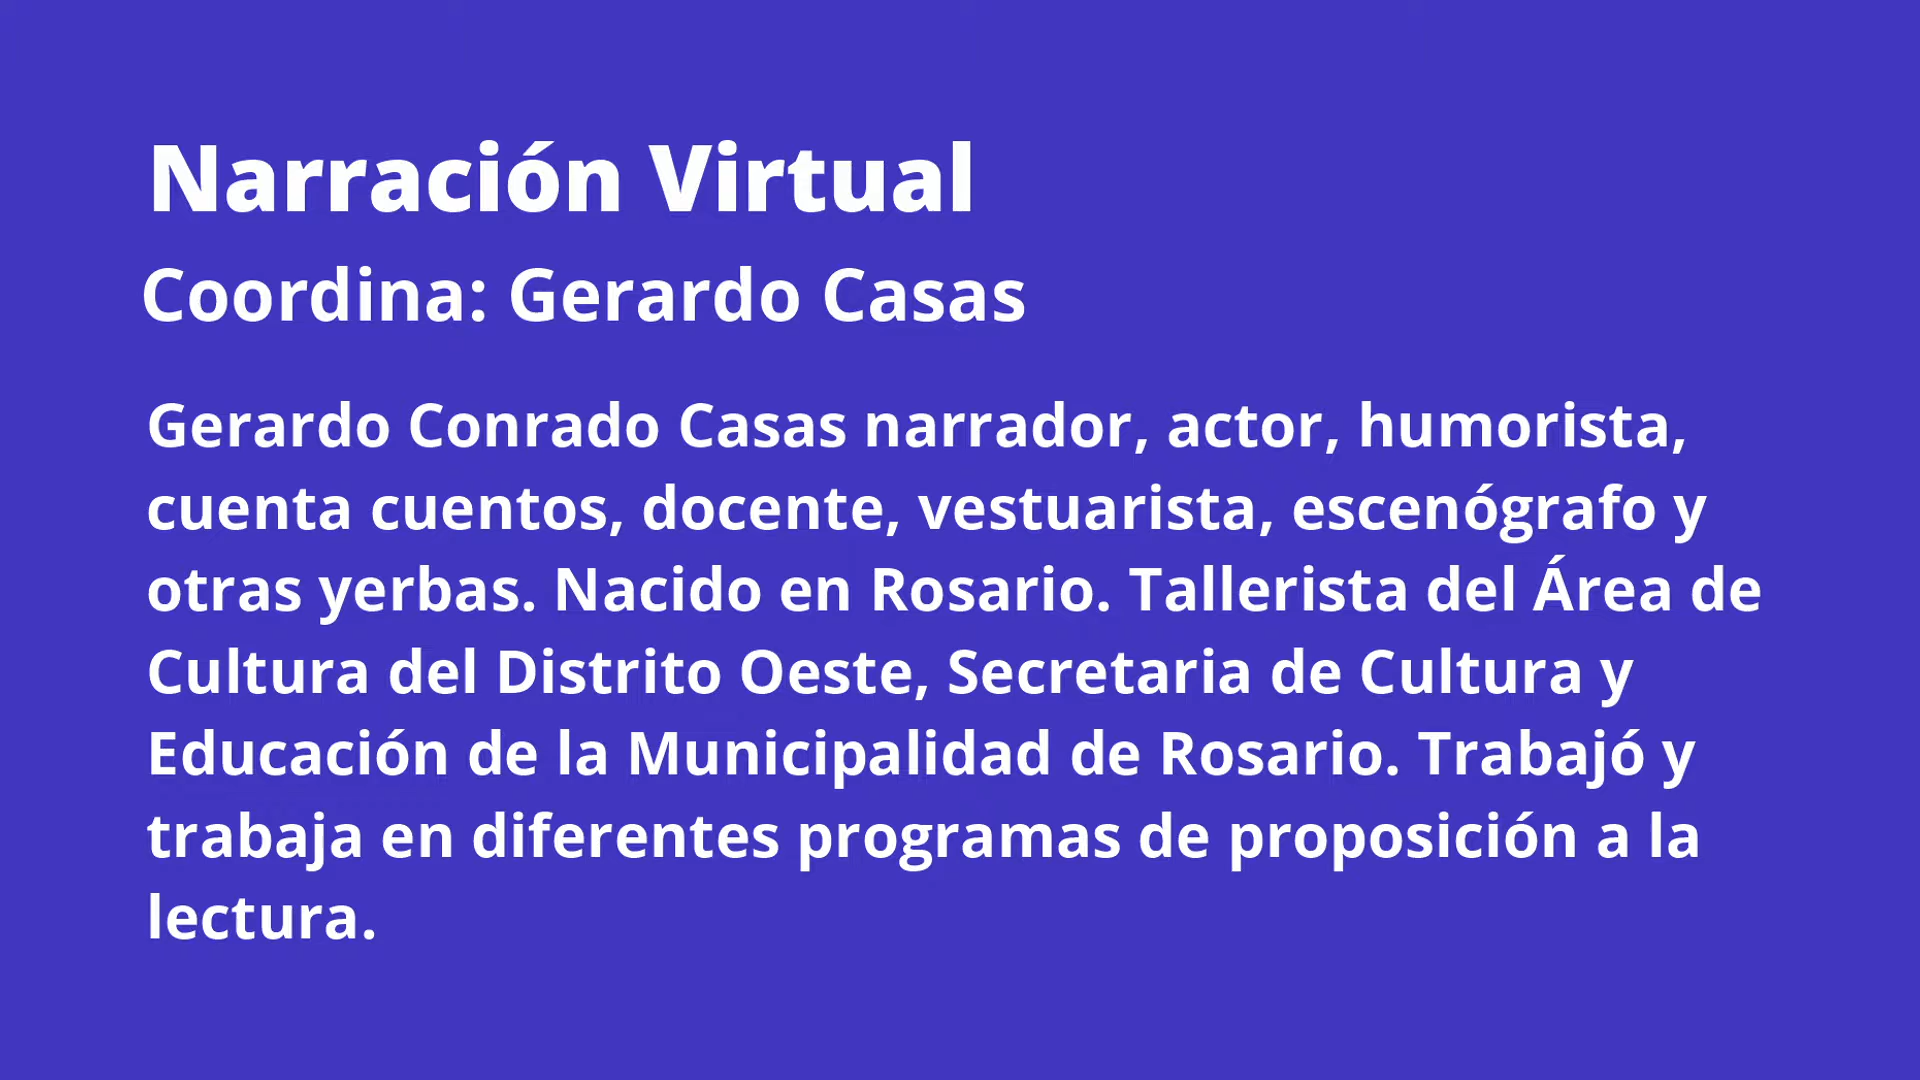 Narración Virtual
Coordina: Gerardo Casas
Gerardo Conrado Casas narrador, actor, humorista,
cuenta cuentos, docente, vestuarista, escenógrafo y
otras yerbas. Nacido en Rosario. Tallerista del Área de
Cultura del Distrito Oeste, Secretaria de Cultura y
Educación de la Municipalidad de Rosario. Trabajó y
trabaja en diferentes programas de proposición a la
lectura.